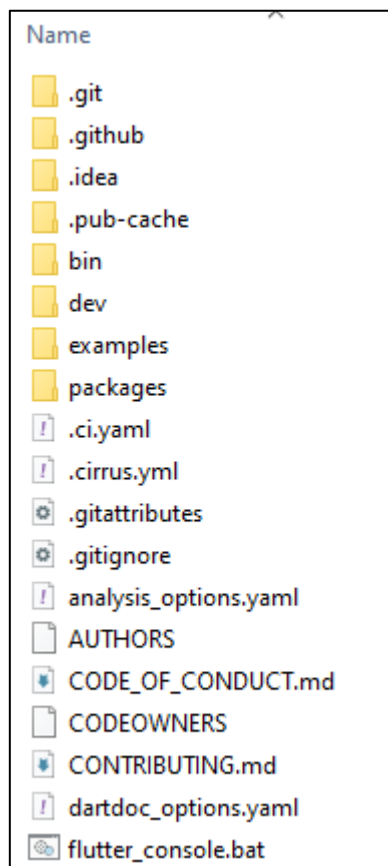 Name
.git
.github
.idea
.pub-cache
bin
dev
examples
packages
.ci.yaml
.cirrus.yml
.gitattributes
.gitignore
analysis_options.yaml
AUTHORS
CODE_OF_CONDUCT.md
CODEOWNERS
CONTRIBUTING.md
dartdoc_options.yaml
flutter_console.bat